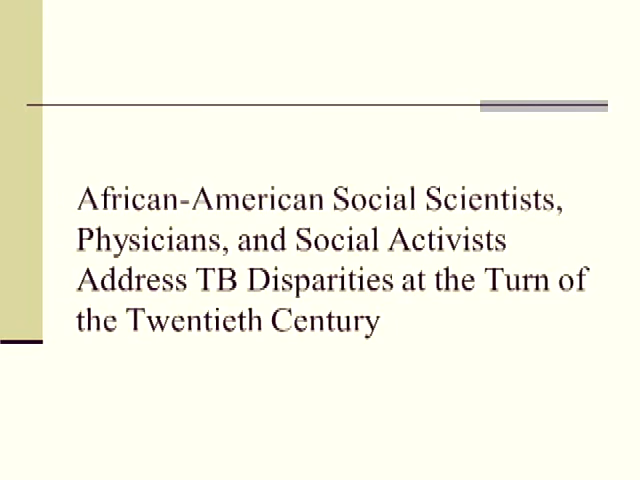 African-American Social Scientists,
Physicians, and Social Activists
Address TB Disparities at the Turn of
the Twentieth Century